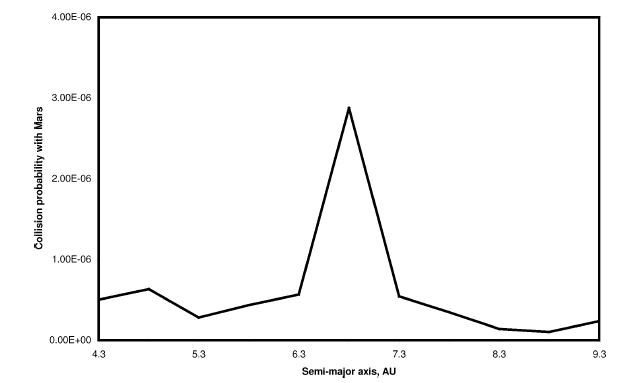 4.00E-06
3.00E-06
2.00E-06
1.00E-06
0.00E+00
Collision probability with Mars
4.3 5.3 6.3 7.3 8.3 9.3
Semi-major axis, AU